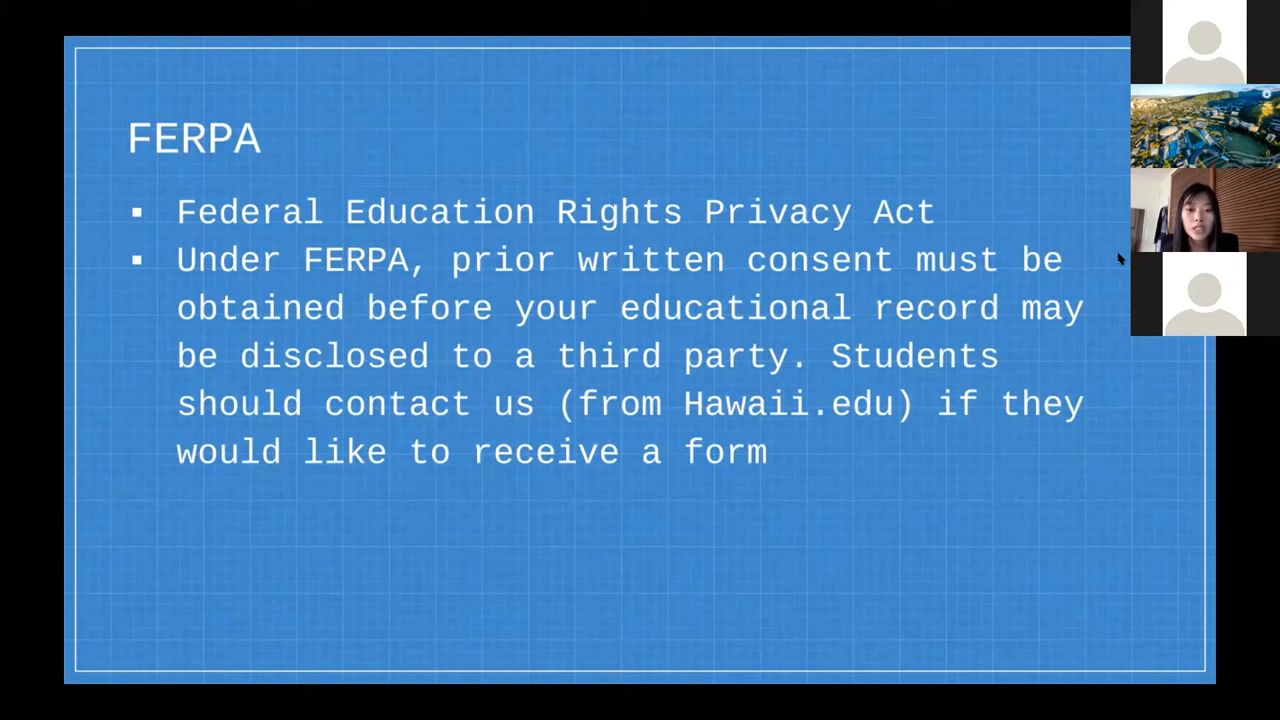 FERPA
▪ Federal Education Rights Privacy Act
▪ Under FERPA, prior written consent must be
obtained before your educational record may
be disclosed to a third party. Students
should contact us (from Hawaii.edu) if they
would like to receive a form